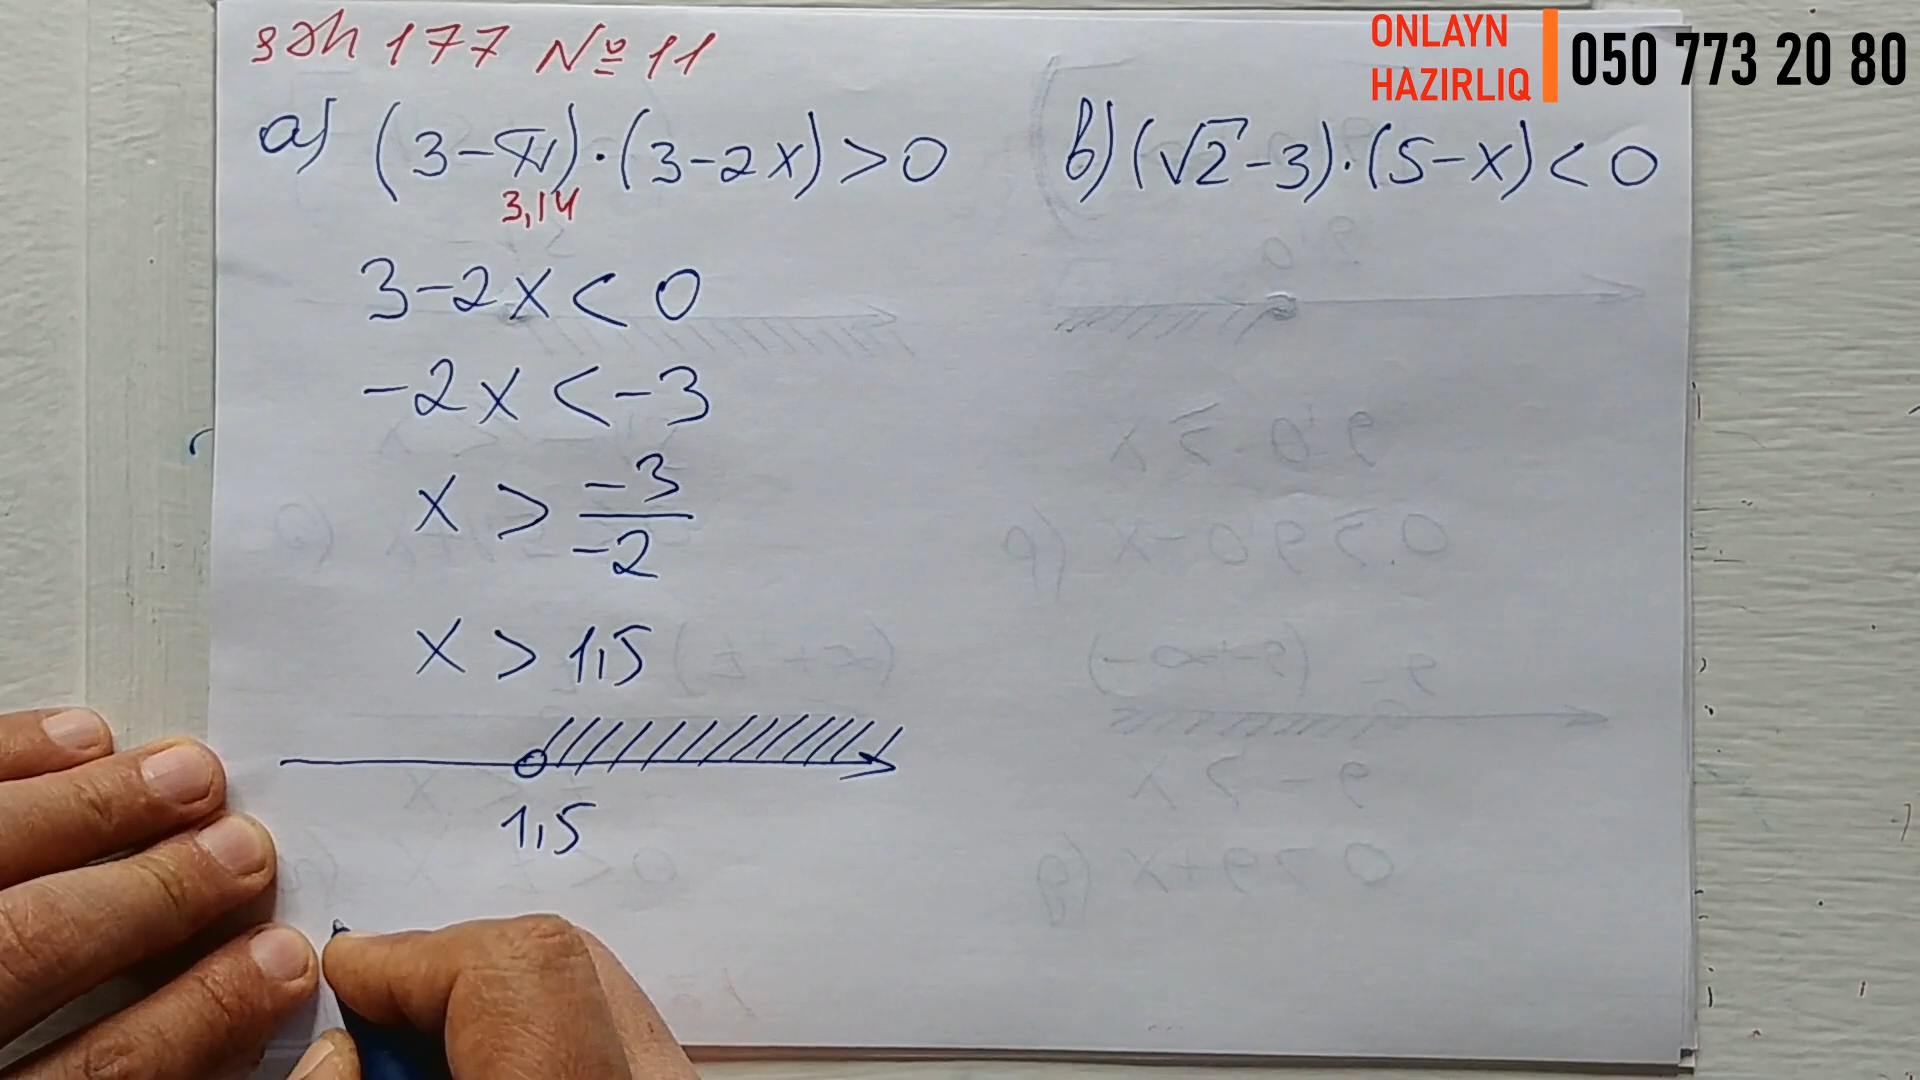 səh 177 № 11
a) (3-π)·(3-2x)>0
3,14
3-2x<0
-2x<-3
x > -3/-2
x > 1,5
1,5
b) (√2-3)·(5-x)<0
ONLAYN
HAZIRLIQ
050 773 20 80